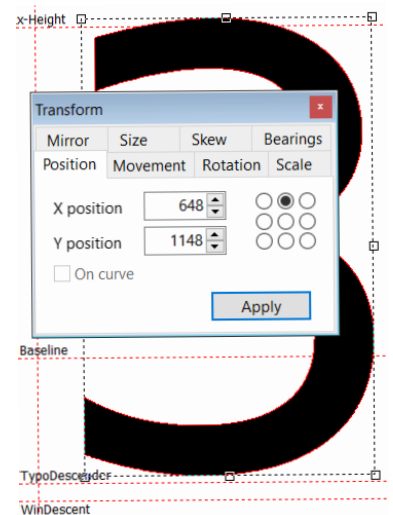 x-Height
Transform
x
Mirror Size Skew Bearings
Position Movement Rotation Scale
X position 648
Y position 1148
On curve
Apply
Baseline
TypoDescender
WinDescent